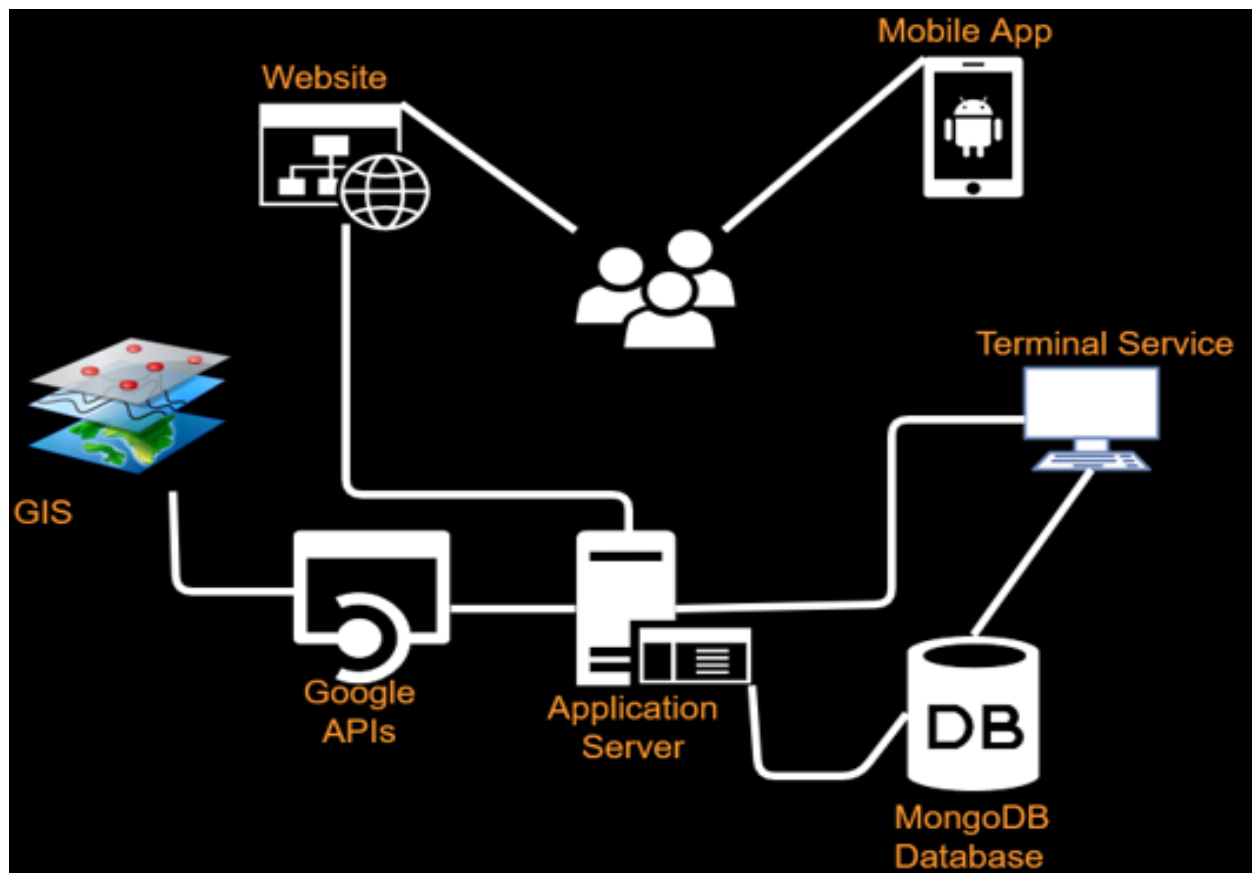 Mobile App
Website
Terminal Service
GIS
Google
APIs
Application
Server
DB
MongoDB
Database